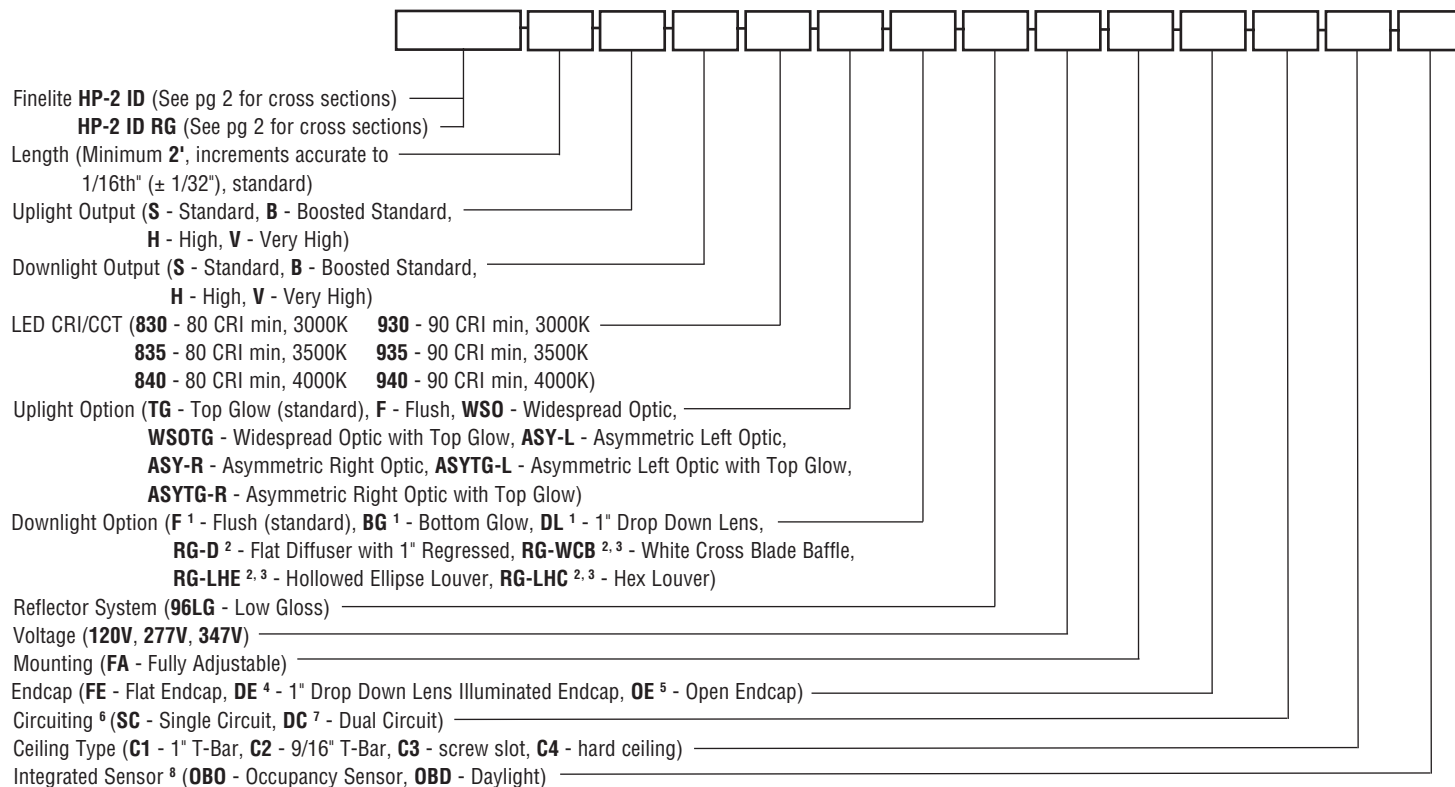 Finelite HP-2 ID (See pg 2 for cross sections)
HP-2 ID RG (See pg 2 for cross sections)
Length (Minimum 2', increments accurate to
1/16th" (± 1/32"), standard)
Uplight Output (S - Standard, B - Boosted Standard,
H - High, V - Very High)
Downlight Output (S - Standard, B - Boosted Standard,
H - High, V - Very High)
LED CRI/CCT (830 - 80 CRI min, 3000K 930 - 90 CRI min, 3000K
835 - 80 CRI min, 3500K 935 - 90 CRI min, 3500K
840 - 80 CRI min, 4000K 940 - 90 CRI min, 4000K)
Uplight Option (TG - Top Glow (standard), F - Flush, WSO - Widespread Optic,
WSOTG - Widespread Optic with Top Glow, ASY-L - Asymmetric Left Optic,
ASY-R - Asymmetric Right Optic, ASYTG-L - Asymmetric Left Optic with Top Glow,
ASYTG-R - Asymmetric Right Optic with Top Glow)
Downlight Option (F ¹ - Flush (standard), BG ¹ - Bottom Glow, DL ¹ - 1" Drop Down Lens,
RG-D ² - Flat Diffuser with 1" Regressed, RG-WCB ²,³ - White Cross Blade Baffle,
RG-LHE ²,³ - Hollowed Ellipse Louver, RG-LHC ²,³ - Hex Louver)
Reflector System (96LG - Low Gloss)
Voltage (120V, 277V, 347V)
Mounting (FA - Fully Adjustable)
Endcap (FE - Flat Endcap, DE ⁴ - 1" Drop Down Lens Illuminated Endcap, OE ⁵ - Open Endcap)
Circuiting ⁶ (SC - Single Circuit, DC ⁷ - Dual Circuit)
Ceiling Type (C1 - 1" T-Bar, C2 - 9/16" T-Bar, C3 - screw slot, C4 - hard ceiling)
Integrated Sensor ⁸ (OBO - Occupancy Sensor, OBD - Daylight)